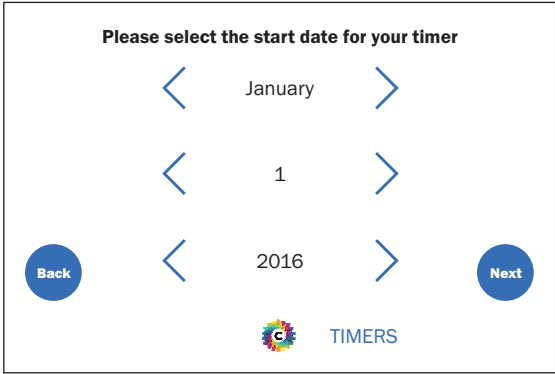 Please select the start date for your timer
January
1
2016
Back
Next
C
TIMERS